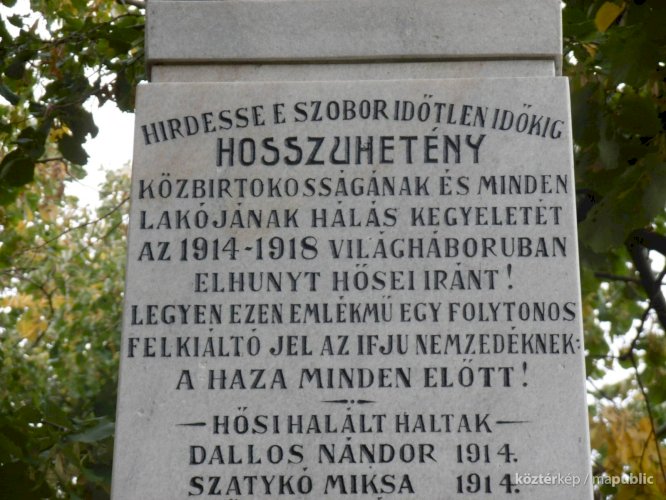 HIRDESSE E SZOBOR IDŐTLEN IDŐKIG
HOSSZUHETÉNY
KÖZBIRTOKOSSÁGÁNAK ÉS MINDEN
LAKÓJÁNAK HÁLÁS KEGYELETÉT
AZ 1914-1918 VILÁGHÁBORUBAN
ELHUNYT HŐSEI IRÁNT!
LEGYEN EZEN EMLÉKMŰ EGY FOLYTONOS
FELKIÁLTÓ JEL AZ IFJU NEMZEDÉKNEK:
A HAZA MINDEN ELŐTT!
— HŐSI HALÁLT HALTAK —
DALLOS NÁNDOR 1914.
SZATYKÓ MIKSA 1914.
köztérkép / mapublic